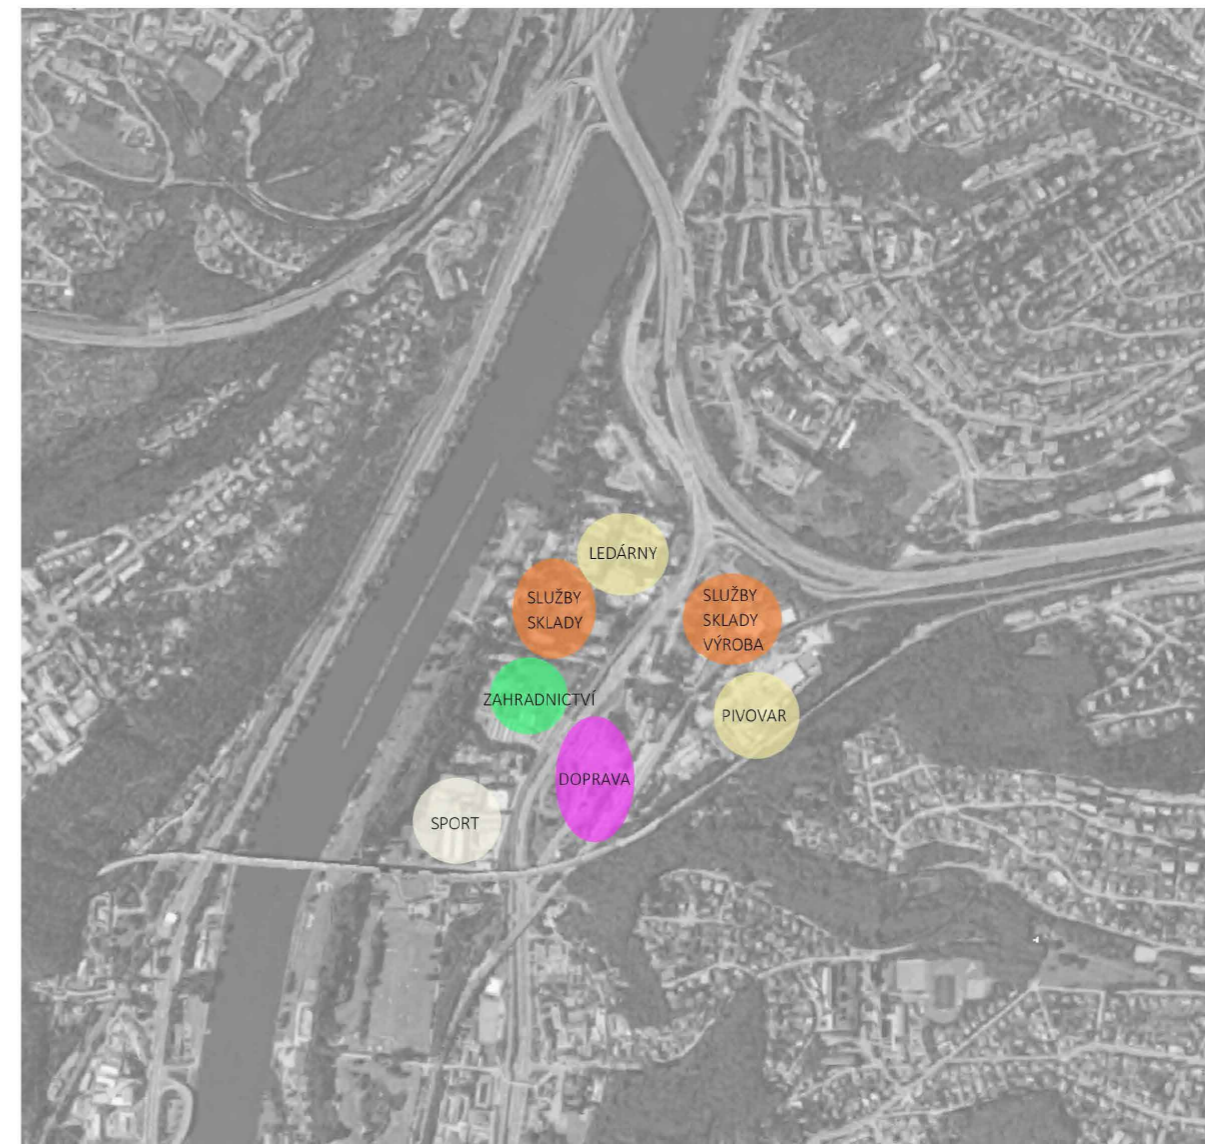 LEDÁRNY
SLUŽBY
SKLADY
SLUŽBY
SKLADY
VÝROBA
ZAHRADNICTVÍ
PIVOVAR
DOPRAVA
SPORT